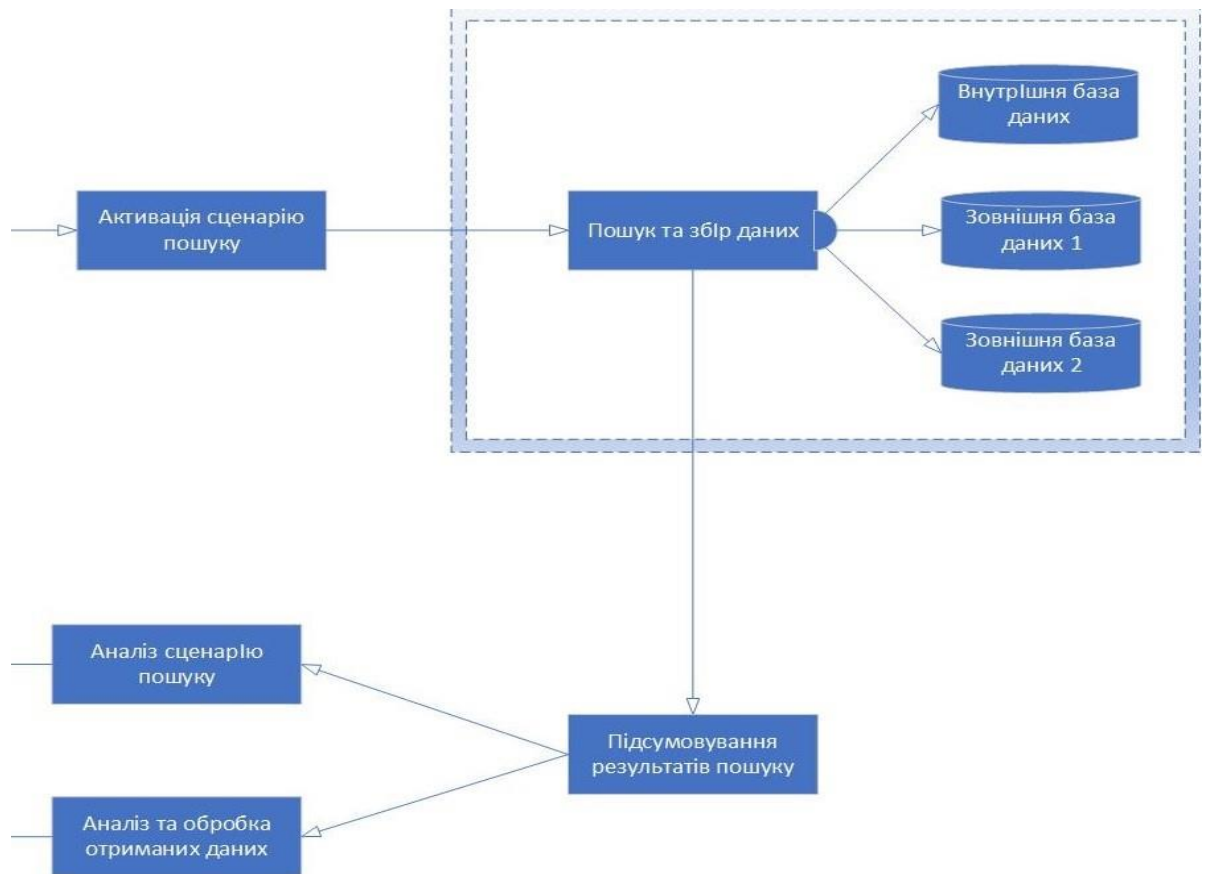 Внутрішня база
даних
Активація сценарію
пошуку
Пошук та збір даних
Зовнішня база
даних 1
Зовнішня база
даних 2
Аналіз сценарію
пошуку
Підсумовування
результатів пошуку
Аналіз та обробка
отриманих даних